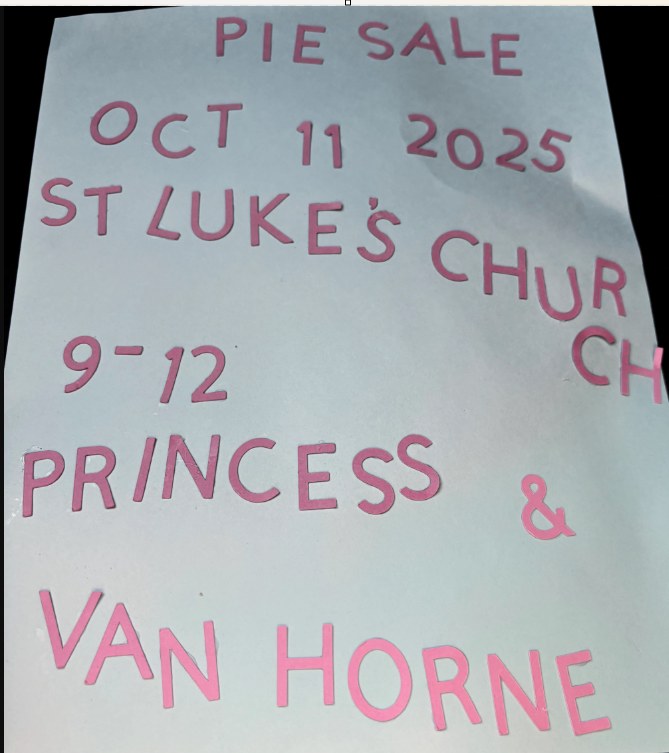 PIE SALE
OCT 11 2025
ST LUKE'S CHUR
CH
9-12
PRINCESS &
VAN HORNE